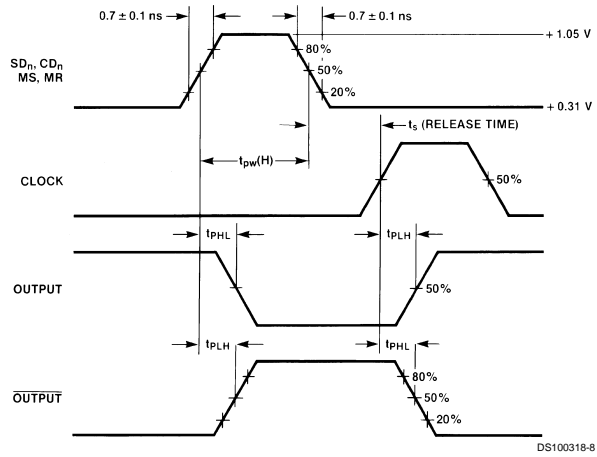 0.7 ± 0.1 ns
0.7 ± 0.1 ns
+ 1.05 V
SDn, CDn
MS, MR
80%
50%
20%
+ 0.31 V
ts (RELEASE TIME)
tpw(H)
CLOCK
50%
tPHL
tPLH
OUTPUT
50%
tPLH
tPHL
OUTPUT
80%
50%
20%
DS100318-8